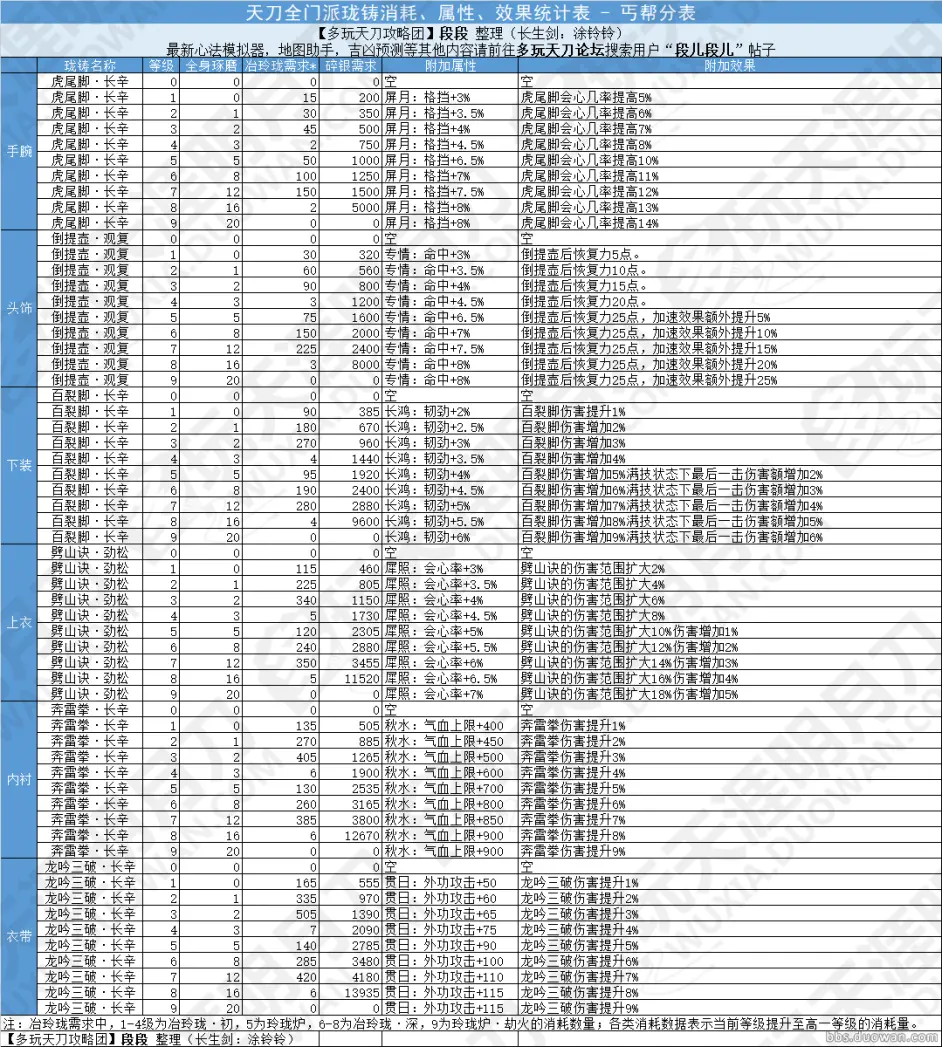 天刀全门派珑铸消耗、属性、效果统计表 - 丐帮分表
【多玩天刀攻略团】段段 整理（长生剑：涂铃铃）
最新心法模拟器，地图助手，吉凶预测等其他内容请前往多玩天刀论坛搜索用户“段儿段儿”帖子
珑铸名称 等级 全身琢磨 冶玲珑需求* 碎银需求 附加属性 附加效果
手腕
虎尾脚·长辛 0 0 0 0 空 空
虎尾脚·长辛 1 0 15 200 屏月：格挡+3% 虎尾脚会心几率提高5%
虎尾脚·长辛 2 1 30 350 屏月：格挡+3.5% 虎尾脚会心几率提高6%
虎尾脚·长辛 3 2 45 500 屏月：格挡+4% 虎尾脚会心几率提高7%
虎尾脚·长辛 4 3 2 750 屏月：格挡+4.5% 虎尾脚会心几率提高8%
虎尾脚·长辛 5 5 50 1000 屏月：格挡+6.5% 虎尾脚会心几率提高10%
虎尾脚·长辛 6 8 100 1250 屏月：格挡+7% 虎尾脚会心几率提高11%
虎尾脚·长辛 7 12 150 1500 屏月：格挡+7.5% 虎尾脚会心几率提高12%
虎尾脚·长辛 8 16 2 5000 屏月：格挡+8% 虎尾脚会心几率提高13%
虎尾脚·长辛 9 20 0 0 屏月：格挡+8% 虎尾脚会心几率提高14%
头饰
倒提壶·观复 0 0 0 0 空 空
倒提壶·观复 1 0 30 320 专情：命中+3% 倒提壶后恢复力5点。
倒提壶·观复 2 1 60 560 专情：命中+3.5% 倒提壶后恢复力10点。
倒提壶·观复 3 2 90 800 专情：命中+4% 倒提壶后恢复力15点。
倒提壶·观复 4 3 3 1200 专情：命中+4.5% 倒提壶后恢复力20点。
倒提壶·观复 5 5 75 1600 专情：命中+6.5% 倒提壶后恢复力25点，加速效果额外提升5%
倒提壶·观复 6 8 150 2000 专情：命中+7% 倒提壶后恢复力25点，加速效果额外提升10%
倒提壶·观复 7 12 225 2400 专情：命中+7.5% 倒提壶后恢复力25点，加速效果额外提升15%
倒提壶·观复 8 16 3 8000 专情：命中+8% 倒提壶后恢复力25点，加速效果额外提升20%
倒提壶·观复 9 20 0 0 专情：命中+8% 倒提壶后恢复力25点，加速效果额外提升25%
下装
百裂脚·长辛 0 0 0 0 空 空
百裂脚·长辛 1 0 90 385 长鸿：韧劲+2% 百裂脚伤害提升1%
百裂脚·长辛 2 1 180 670 长鸿：韧劲+2.5% 百裂脚伤害增加2%
百裂脚·长辛 3 2 270 960 长鸿：韧劲+3% 百裂脚伤害增加3%
百裂脚·长辛 4 3 4 1440 长鸿：韧劲+3.5% 百裂脚伤害增加4%
百裂脚·长辛 5 5 95 1920 长鸿：韧劲+4% 百裂脚伤害增加5%满技状态下最后一击伤害额增加2%
百裂脚·长辛 6 8 190 2400 长鸿：韧劲+4.5% 百裂脚伤害增加6%满技状态下最后一击伤害额增加3%
百裂脚·长辛 7 12 280 2880 长鸿：韧劲+5% 百裂脚伤害增加7%满技状态下最后一击伤害额增加4%
百裂脚·长辛 8 16 4 9600 长鸿：韧劲+5.5% 百裂脚伤害增加8%满技状态下最后一击伤害额增加5%
百裂脚·长辛 9 20 0 0 长鸿：韧劲+6% 百裂脚伤害增加9%满技状态下最后一击伤害额增加6%
上衣
劈山诀·劲松 0 0 0 0 空 空
劈山诀·劲松 1 0 115 460 犀照：会心率+3% 劈山诀的伤害范围扩大2%
劈山诀·劲松 2 1 225 805 犀照：会心率+3.5% 劈山诀的伤害范围扩大4%
劈山诀·劲松 3 2 340 1150 犀照：会心率+4% 劈山诀的伤害范围扩大6%
劈山诀·劲松 4 3 5 1730 犀照：会心率+4.5% 劈山诀的伤害范围扩大8%
劈山诀·劲松 5 5 120 2305 犀照：会心率+5% 劈山诀的伤害范围扩大10%伤害增加1%
劈山诀·劲松 6 8 240 2880 犀照：会心率+5.5% 劈山诀的伤害范围扩大12%伤害增加2%
劈山诀·劲松 7 12 350 3455 犀照：会心率+6% 劈山诀的伤害范围扩大14%伤害增加3%
劈山诀·劲松 8 16 5 11520 犀照：会心率+6.5% 劈山诀的伤害范围扩大16%伤害增加4%
劈山诀·劲松 9 20 0 0 犀照：会心率+7% 劈山诀的伤害范围扩大18%伤害增加5%
内衬
奔雷拳·长辛 0 0 0 0 空 空
奔雷拳·长辛 1 0 135 505 秋水：气血上限+400 奔雷拳伤害提升1%
奔雷拳·长辛 2 1 270 885 秋水：气血上限+450 奔雷拳伤害提升2%
奔雷拳·长辛 3 2 405 1265 秋水：气血上限+500 奔雷拳伤害提升3%
奔雷拳·长辛 4 3 6 1900 秋水：气血上限+600 奔雷拳伤害提升4%
奔雷拳·长辛 5 5 130 2535 秋水：气血上限+700 奔雷拳伤害提升5%
奔雷拳·长辛 6 8 260 3165 秋水：气血上限+800 奔雷拳伤害提升6%
奔雷拳·长辛 7 12 385 3800 秋水：气血上限+850 奔雷拳伤害提升7%
奔雷拳·长辛 8 16 6 12670 秋水：气血上限+900 奔雷拳伤害提升8%
奔雷拳·长辛 9 20 0 0 秋水：气血上限+900 奔雷拳伤害提升9%
衣带
龙吟三破·长辛 0 0 0 0 空 空
龙吟三破·长辛 1 0 165 555 贯日：外功攻击+50 龙吟三破伤害提升1%
龙吟三破·长辛 2 1 335 970 贯日：外功攻击+60 龙吟三破伤害提升2%
龙吟三破·长辛 3 2 505 1390 贯日：外功攻击+65 龙吟三破伤害提升3%
龙吟三破·长辛 4 3 7 2090 贯日：外功攻击+75 龙吟三破伤害提升4%
龙吟三破·长辛 5 5 140 2785 贯日：外功攻击+90 龙吟三破伤害提升5%
龙吟三破·长辛 6 8 285 3480 贯日：外功攻击+100 龙吟三破伤害提升6%
龙吟三破·长辛 7 12 420 4180 贯日：外功攻击+110 龙吟三破伤害提升7%
龙吟三破·长辛 8 16 6 13935 贯日：外功攻击+115 龙吟三破伤害提升8%
龙吟三破·长辛 9 20 0 0 贯日：外功攻击+115 龙吟三破伤害提升9%
注：冶玲珑需求中，1-4级为冶玲珑·初，5为玲珑炉，6-8为冶玲珑·深，9为玲珑炉·劫火的消耗数量；各类消耗数据表示当前等级提升至高一等级的消耗量。
【多玩天刀攻略团】段段 整理（长生剑：涂铃铃）
bbs.duowan.com